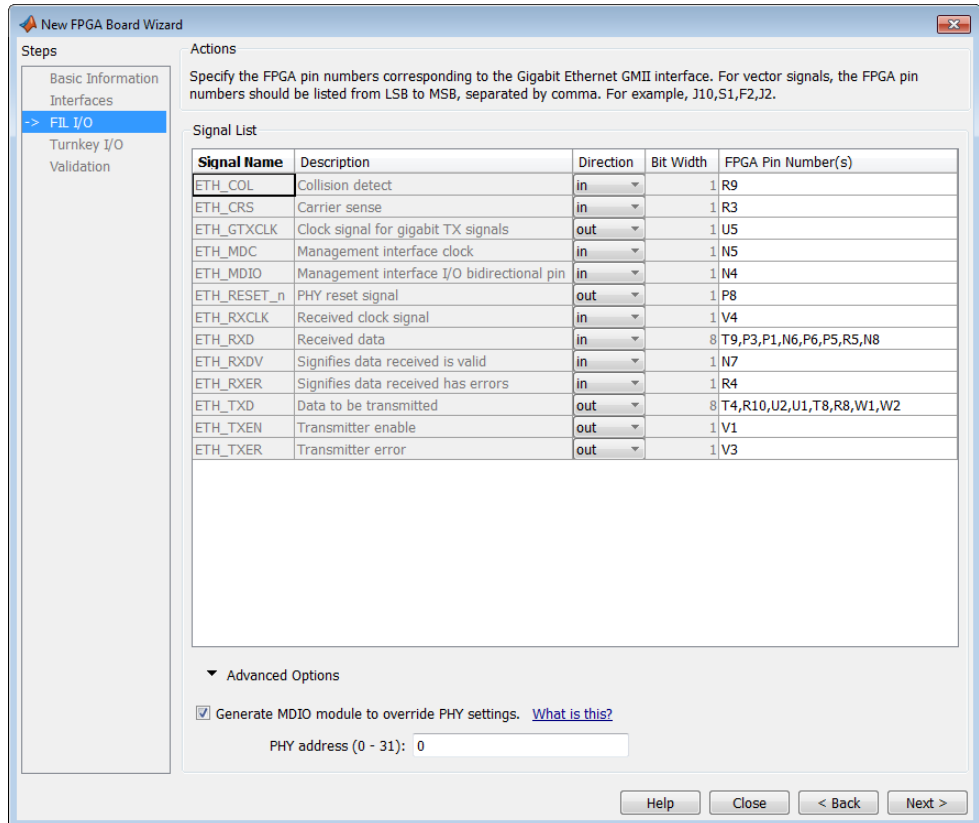 New FPGA Board Wizard
Steps
Basic Information
Interfaces
-> FIL I/O
Turnkey I/O
Validation
Actions
Specify the FPGA pin numbers corresponding to the Gigabit Ethernet GMII interface. For vector signals, the FPGA pin
numbers should be listed from LSB to MSB, separated by comma. For example, J10,S1,F2,J2.
Signal List
Signal Name Description Direction Bit Width FPGA Pin Number(s)
ETH_COL Collision detect in 1 R9
ETH_CRS Carrier sense in 1 R3
ETH_GTXCLK Clock signal for gigabit TX signals out 1 U5
ETH_MDC Management interface clock in 1 N5
ETH_MDIO Management interface I/O bidirectional pin in 1 N4
ETH_RESET_n PHY reset signal out 1 P8
ETH_RXCLK Received clock signal in 1 V4
ETH_RXD Received data in 8 T9,P3,P1,N6,P6,P5,R5,N8
ETH_RXDV Signifies data received is valid in 1 N7
ETH_RXER Signifies data received has errors in 1 R4
ETH_TXD Data to be transmitted out 8 T4,R10,U2,U1,T8,R8,W1,W2
ETH_TXEN Transmitter enable out 1 V1
ETH_TXER Transmitter error out 1 V3
Advanced Options
Generate MDIO module to override PHY settings. What is this?
PHY address (0 - 31): 0
Help Close < Back Next >